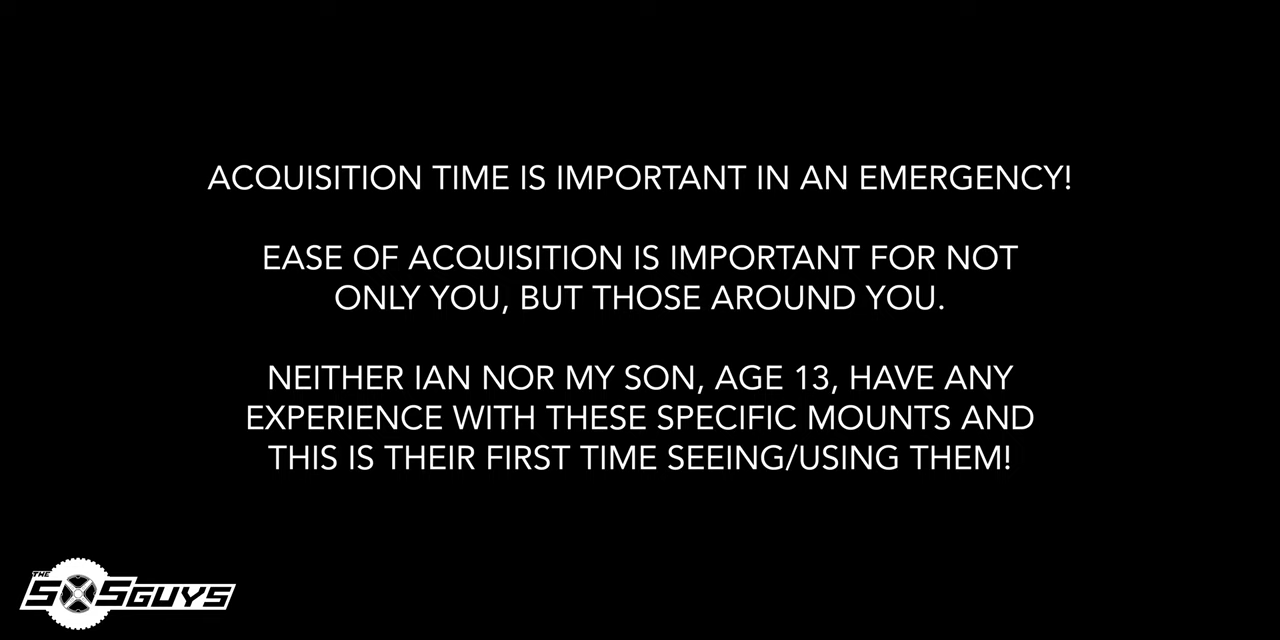 ACQUISITION TIME IS IMPORTANT IN AN EMERGENCY!
EASE OF ACQUISITION IS IMPORTANT FOR NOT
ONLY YOU, BUT THOSE AROUND YOU.
NEITHER IAN NOR MY SON, AGE 13, HAVE ANY
EXPERIENCE WITH THESE SPECIFIC MOUNTS AND
THIS IS THEIR FIRST TIME SEEING/USING THEM!
THE
SXSGUYS